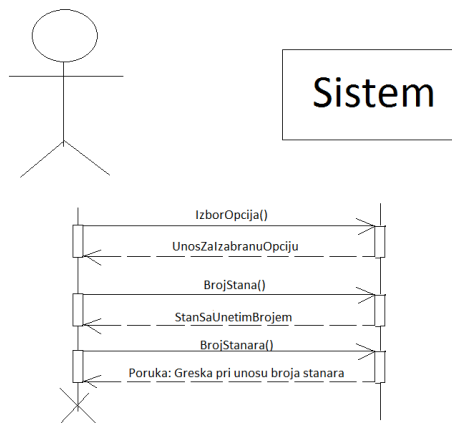 Sistem
IzborOpcija()
UnosZaIzabranuOpciju
BrojStana()
StanSaUnetimBrojem
BrojStanara()
Poruka: Greska pri unosu broja stanara